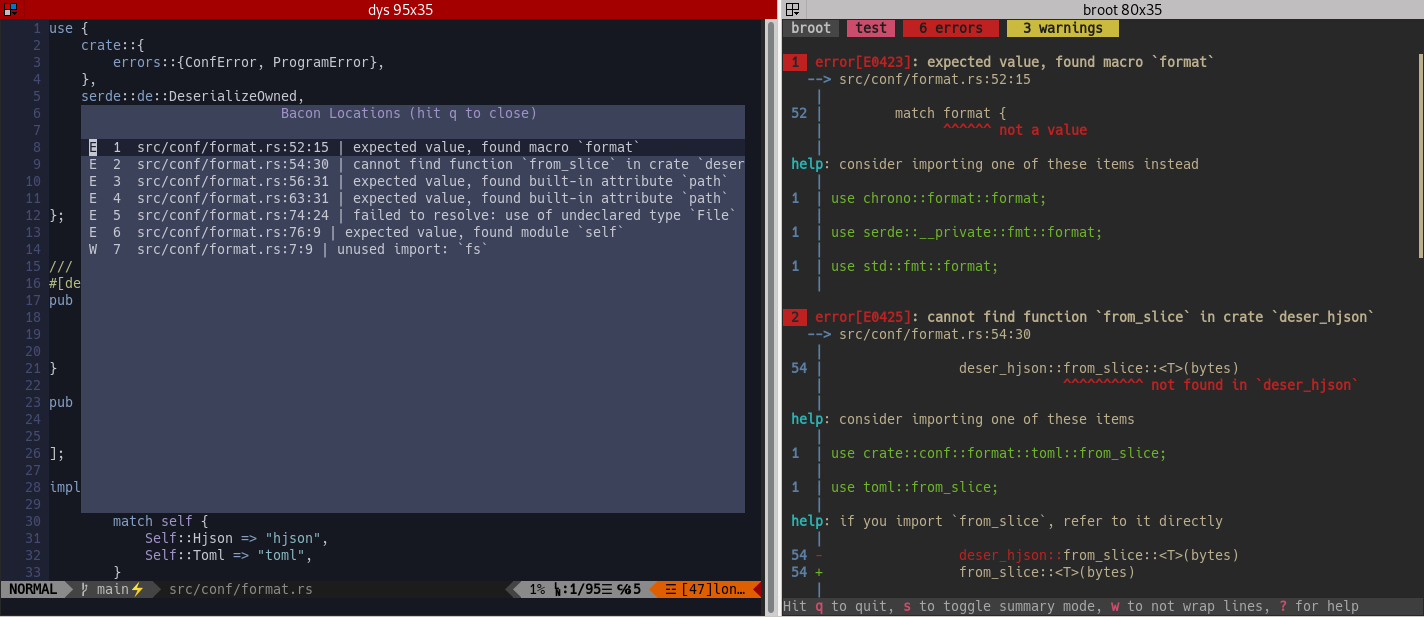 dys 95x35
1 use {
2 crate::{
3 errors::{ConfError, ProgramError},
4 },
5 serde::de::DeserializeOwned,
6 Bacon Locations (hit q to close)
7
8 E 1 src/conf/format.rs:52:15 | expected value, found macro `format`
9 E 2 src/conf/format.rs:54:30 | cannot find function `from_slice` in crate `deser
10 E 3 src/conf/format.rs:56:31 | expected value, found built-in attribute `path`
11 E 4 src/conf/format.rs:63:31 | expected value, found built-in attribute `path`
12 }; E 5 src/conf/format.rs:74:24 | failed to resolve: use of undeclared type `File`
13 E 6 src/conf/format.rs:76:9 | expected value, found module `self`
14 W 7 src/conf/format.rs:7:9 | unused import: `fs`
15 ///
16 #[de
17 pub
18
19
20
21 }
22
23 pub
24
25
26 ];
27
28 impl
29
30 match self {
31 Self::Hjson => "hjson",
32 Self::Toml => "toml",
33 }
NORMAL main⚡ src/conf/format.rs 1% :1/95☰ ℅5 ☲ [47]lon…
broot 80x35
broot test 6 errors 3 warnings
1 error[E0423]: expected value, found macro `format`
--> src/conf/format.rs:52:15
|
52 | match format {
| ^^^^^^ not a value
|
help: consider importing one of these items instead
|
1 | use chrono::format::format;
|
1 | use serde::__private::fmt::format;
|
1 | use std::fmt::format;
|
2 error[E0425]: cannot find function `from_slice` in crate `deser_hjson`
--> src/conf/format.rs:54:30
|
54 | deser_hjson::from_slice::<T>(bytes)
| ^^^^^^^^^^ not found in `deser_hjson`
|
help: consider importing one of these items
|
1 | use crate::conf::format::toml::from_slice;
|
1 | use toml::from_slice;
|
help: if you import `from_slice`, refer to it directly
|
54 - deser_hjson::from_slice::<T>(bytes)
54 + from_slice::<T>(bytes)
|
Hit q to quit, s to toggle summary mode, w to not wrap lines, ? for help